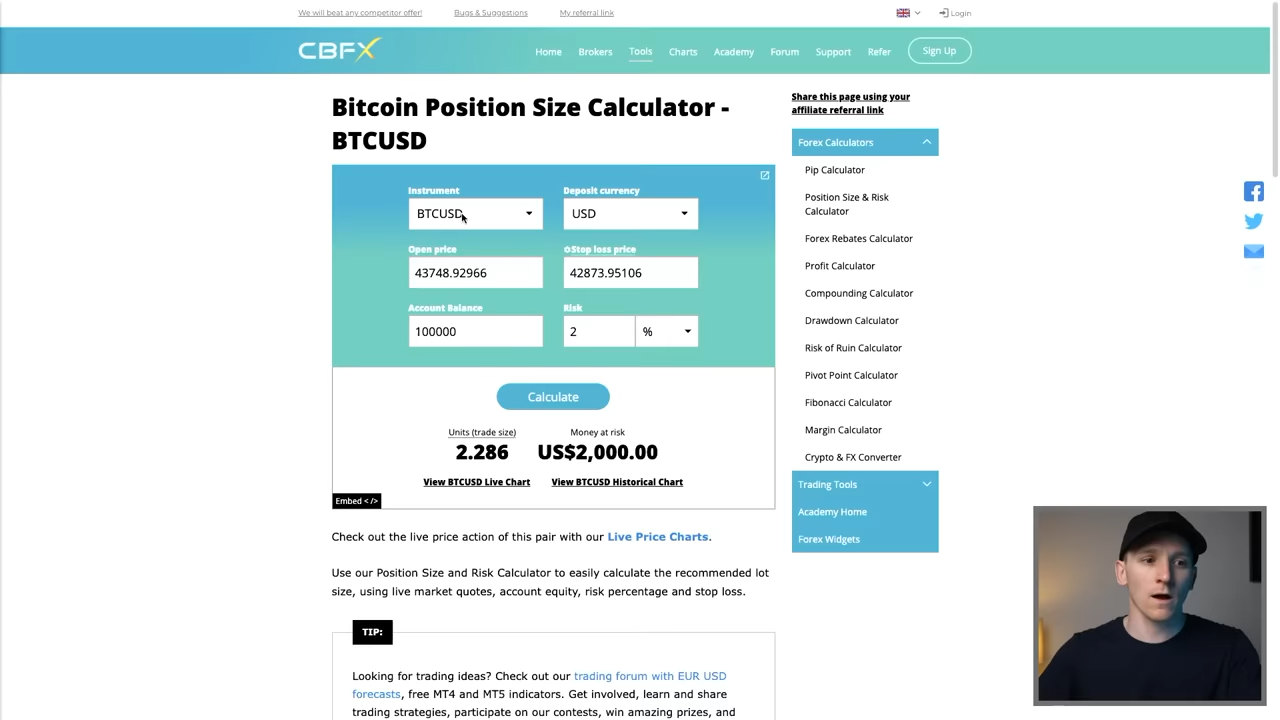 We will beat any competitor offer!
Bugs & Suggestions
My referral link
Login
CBFX
Home
Brokers
Tools
Charts
Academy
Forum
Support
Refer
Sign Up
Bitcoin Position Size Calculator -
BTCUSD
Instrument
Deposit currency
BTCUSD
USD
Open price
Stop loss price
43748.92966
42873.95106
Account Balance
Risk
100000
2
%
Calculate
Units (trade size)
Money at risk
2.286
US$2,000.00
View BTCUSD Live Chart
View BTCUSD Historical Chart
Embed < />
Check out the live price action of this pair with our Live Price Charts.
Use our Position Size and Risk Calculator to easily calculate the recommended lot
size, using live market quotes, account equity, risk percentage and stop loss.
TIP:
Looking for trading ideas? Check out our trading forum with EUR USD
forecasts, free MT4 and MT5 indicators. Get involved, learn and share
trading strategies, participate on our contests, win amazing prizes, and
Share this page using your
affiliate referral link
Forex Calculators
Pip Calculator
Position Size & Risk
Calculator
Forex Rebates Calculator
Profit Calculator
Compounding Calculator
Drawdown Calculator
Risk of Ruin Calculator
Pivot Point Calculator
Fibonacci Calculator
Margin Calculator
Crypto & FX Converter
Trading Tools
Academy Home
Forex Widgets